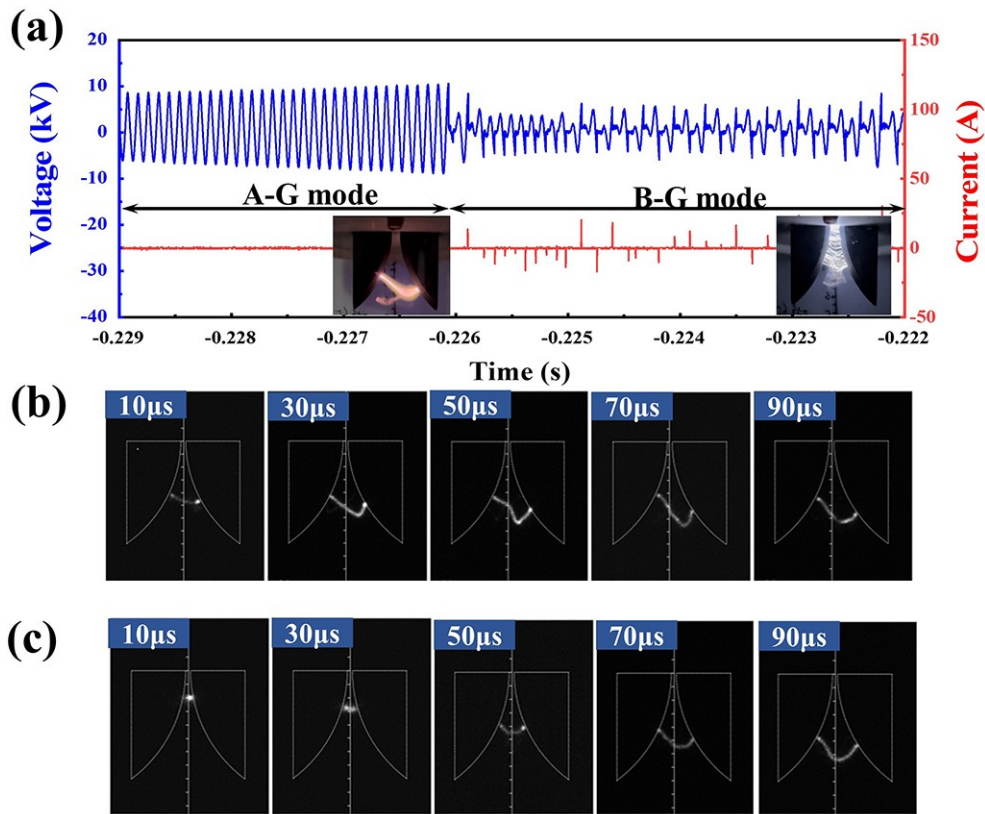 (a)
20
10
0
-10
-20
-30
-40
Voltage (kV)
150
100
50
0
-50
Current (A)
A-G mode
B-G mode
-0.229
-0.228
-0.227
-0.226
-0.225
-0.224
-0.223
-0.222
Time (s)
(b)
10μs
30μs
50μs
70μs
90μs
(c)
10μs
30μs
50μs
70μs
90μs